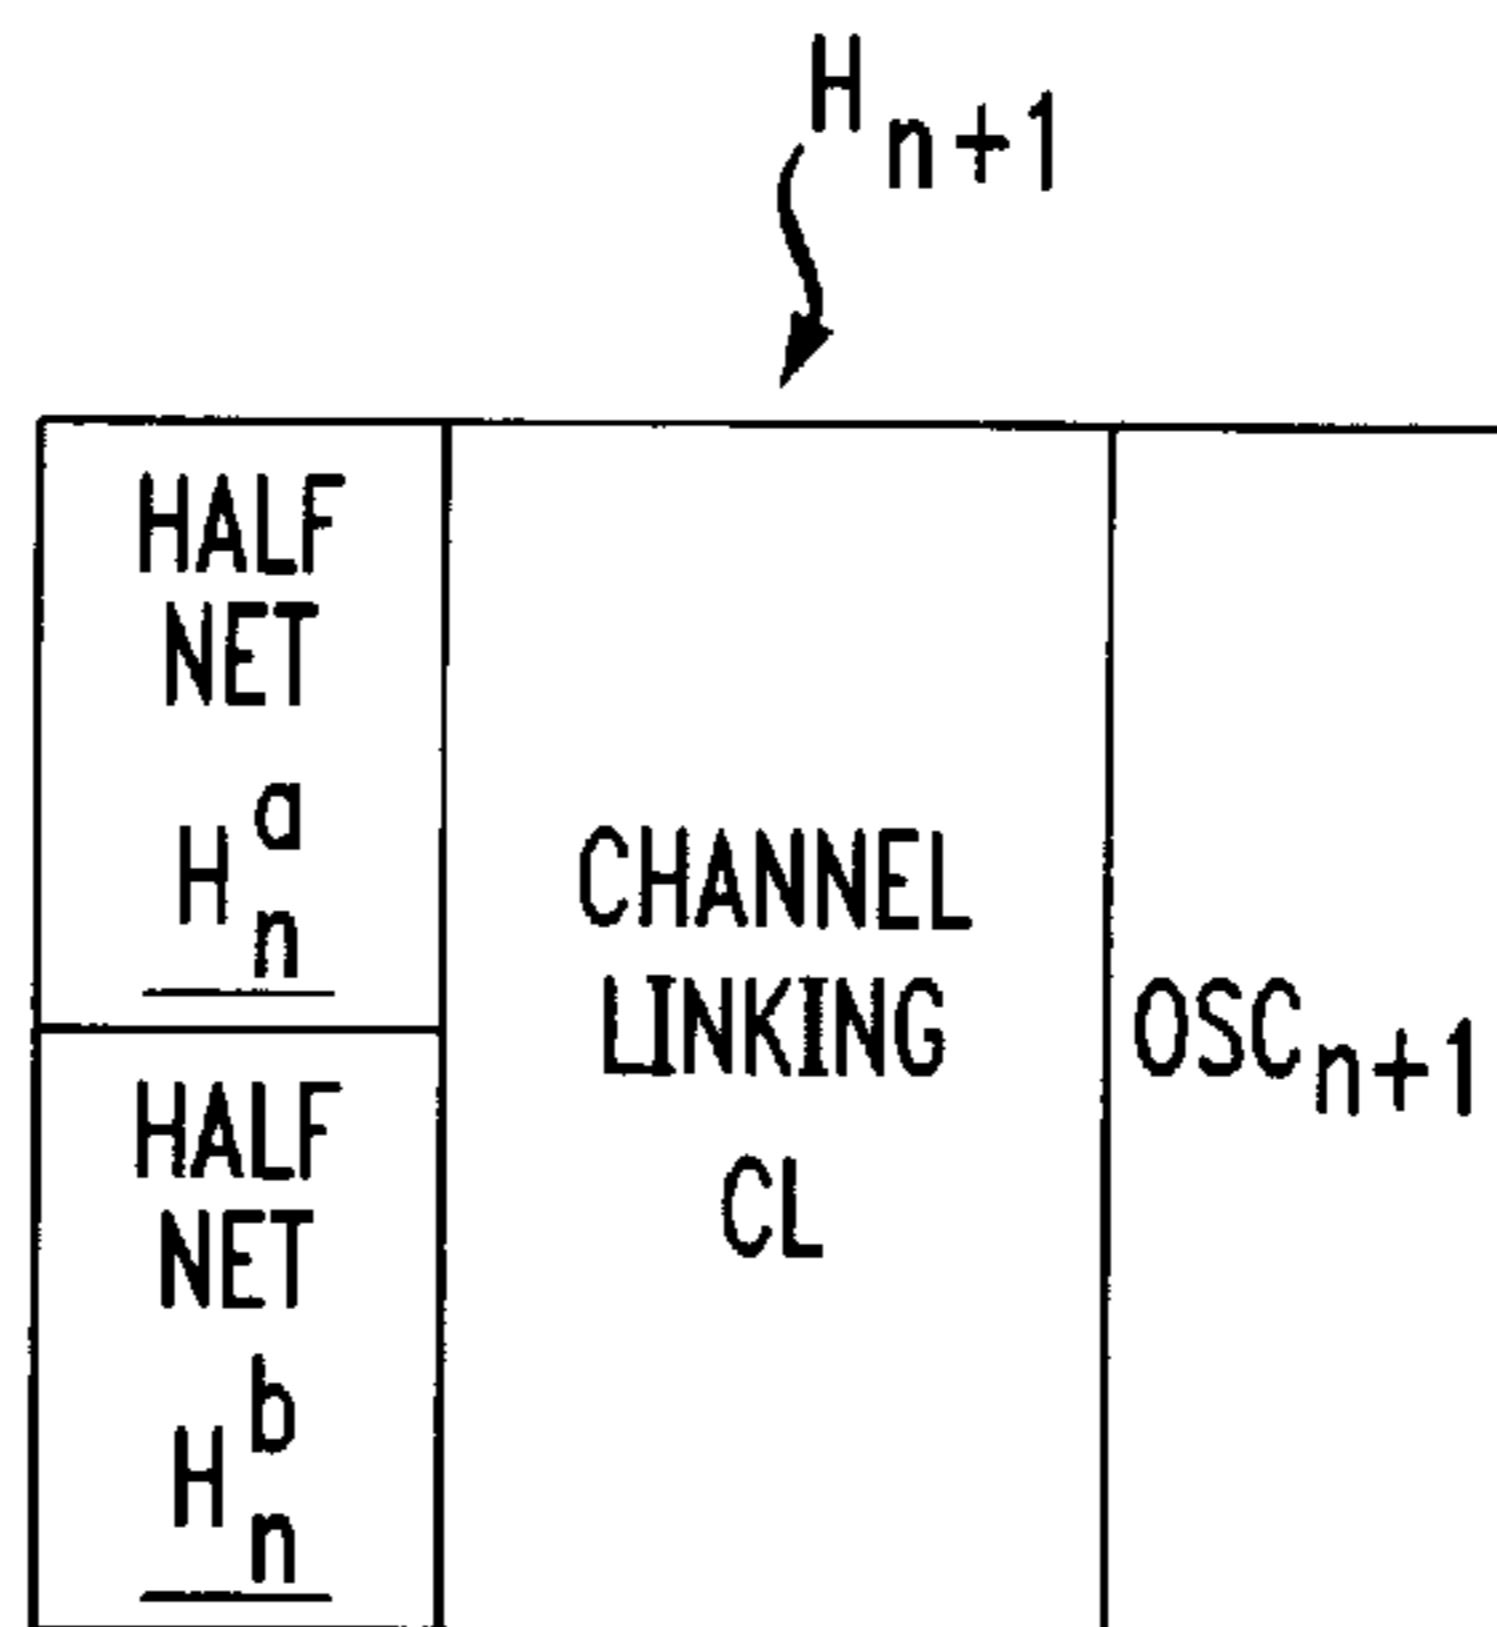 H n+1
HALF
NET
H a n
HALF
NET
H b n
CHANNEL
LINKING
CL
OSC n+1